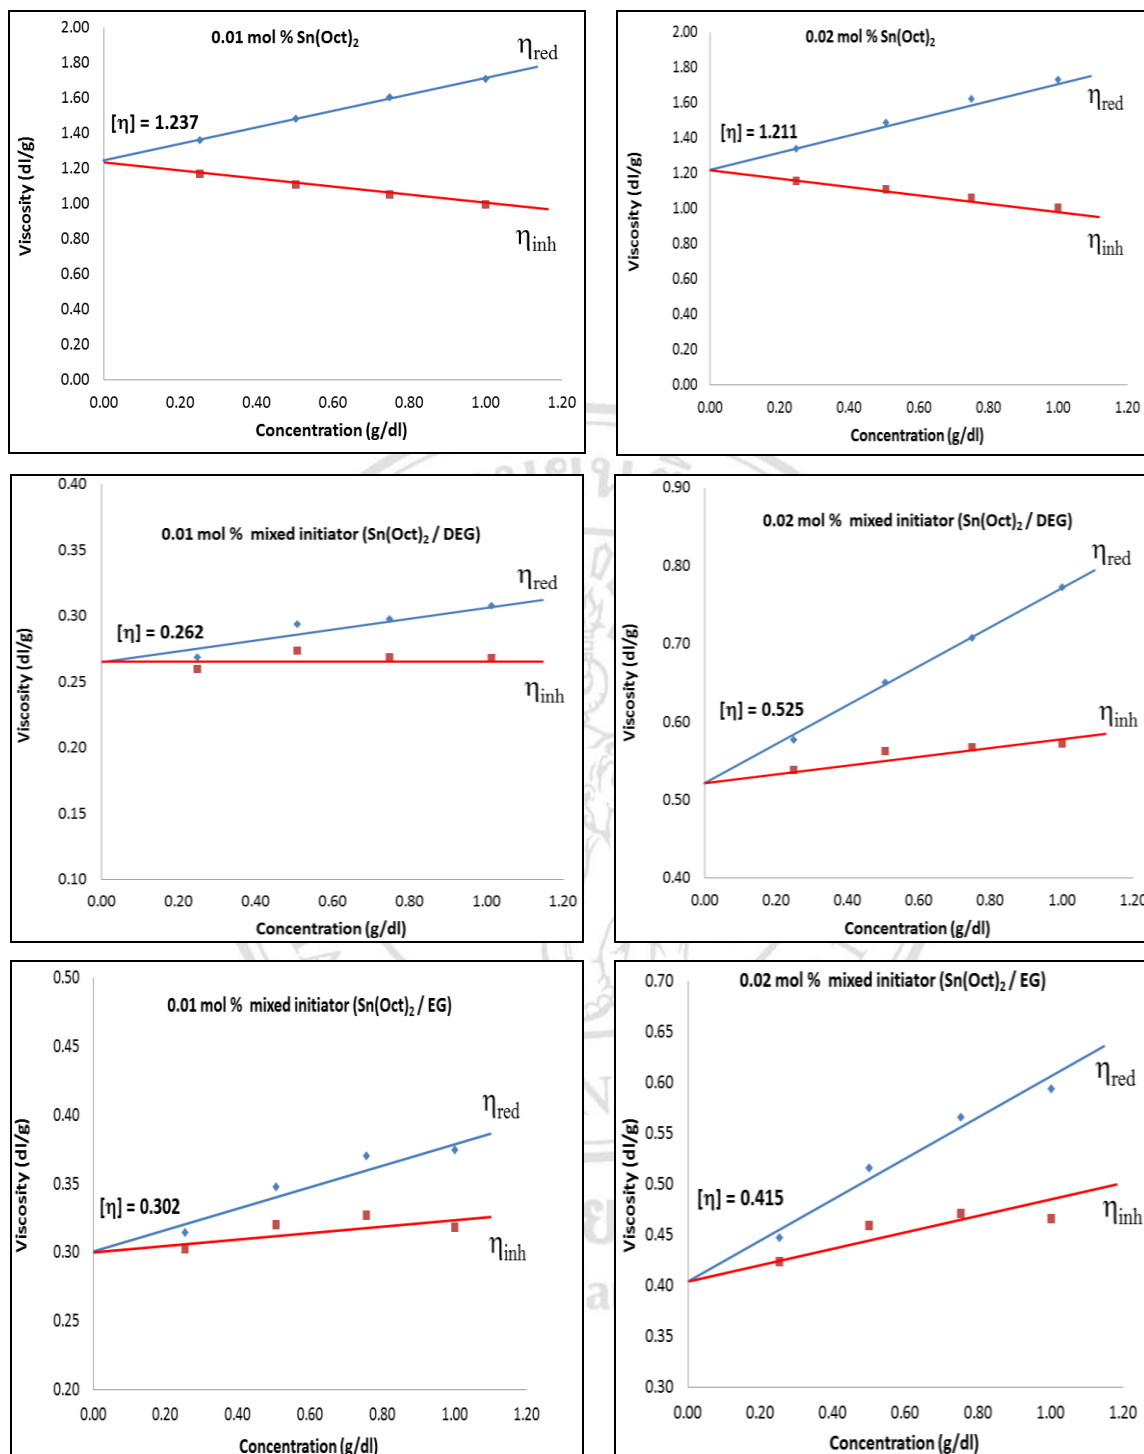 0.01 mol % Sn(Oct)₂
ηred
[η] = 1.237
ηinh
Viscosity (dl/g)
2.00
1.80
1.60
1.40
1.20
1.00
0.80
0.60
0.40
0.20
0.00
0.00 0.20 0.40 0.60 0.80 1.00 1.20
Concentration (g/dl)
0.02 mol % Sn(Oct)₂
ηred
[η] = 1.211
ηinh
Viscosity (dl/g)
2.00
1.80
1.60
1.40
1.20
1.00
0.80
0.60
0.40
0.20
0.00
0.00 0.20 0.40 0.60 0.80 1.00 1.20
Concentration (g/dl)
0.01 mol % mixed initiator (Sn(Oct)₂ / DEG)
ηred
[η] = 0.262
ηinh
Viscosity (dl/g)
0.40
0.35
0.30
0.25
0.20
0.15
0.10
0.00 0.20 0.40 0.60 0.80 1.00 1.20
Concentration (g/dl)
0.02 mol % mixed initiator (Sn(Oct)₂ / DEG)
ηred
[η] = 0.525
ηinh
Viscosity (dl/g)
0.90
0.80
0.70
0.60
0.50
0.40
0.00 0.20 0.40 0.60 0.80 1.00 1.20
Concentration (g/dl)
0.01 mol % mixed initiator (Sn(Oct)₂ / EG)
ηred
[η] = 0.302
ηinh
Viscosity (dl/g)
0.50
0.45
0.40
0.35
0.30
0.25
0.20
0.00 0.20 0.40 0.60 0.80 1.00 1.20
Concentration (g/dl)
0.02 mol % mixed initiator (Sn(Oct)₂ / EG)
ηred
[η] = 0.415
ηinh
Viscosity (dl/g)
0.70
0.65
0.60
0.55
0.50
0.45
0.40
0.35
0.30
0.00 0.20 0.40 0.60 0.80 1.00 1.20
Concentration (g/dl)